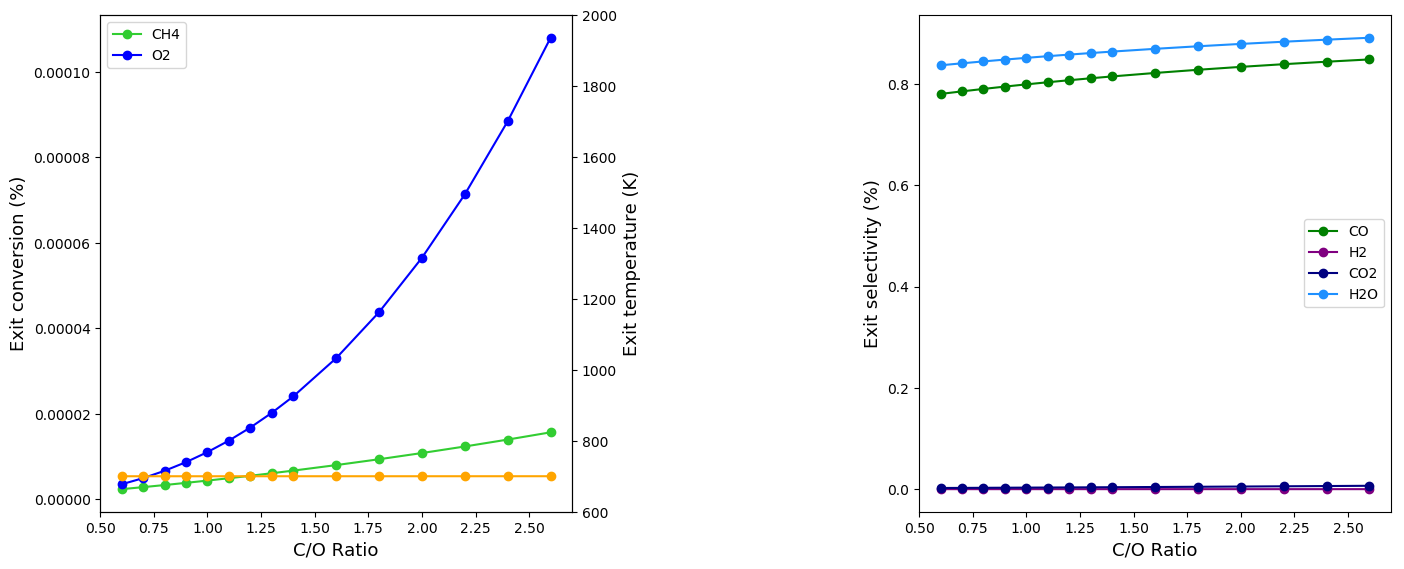 CH4
O2
0.00010
0.00008
0.00006
0.00004
0.00002
0.00000
Exit conversion (%)
2000
1800
1600
1400
1200
1000
800
600
Exit temperature (K)
0.50 0.75 1.00 1.25 1.50 1.75 2.00 2.25 2.50
C/O Ratio
0.8
0.6
0.4
0.2
0.0
Exit selectivity (%)
CO
H2
CO2
H2O
0.50 0.75 1.00 1.25 1.50 1.75 2.00 2.25 2.50
C/O Ratio